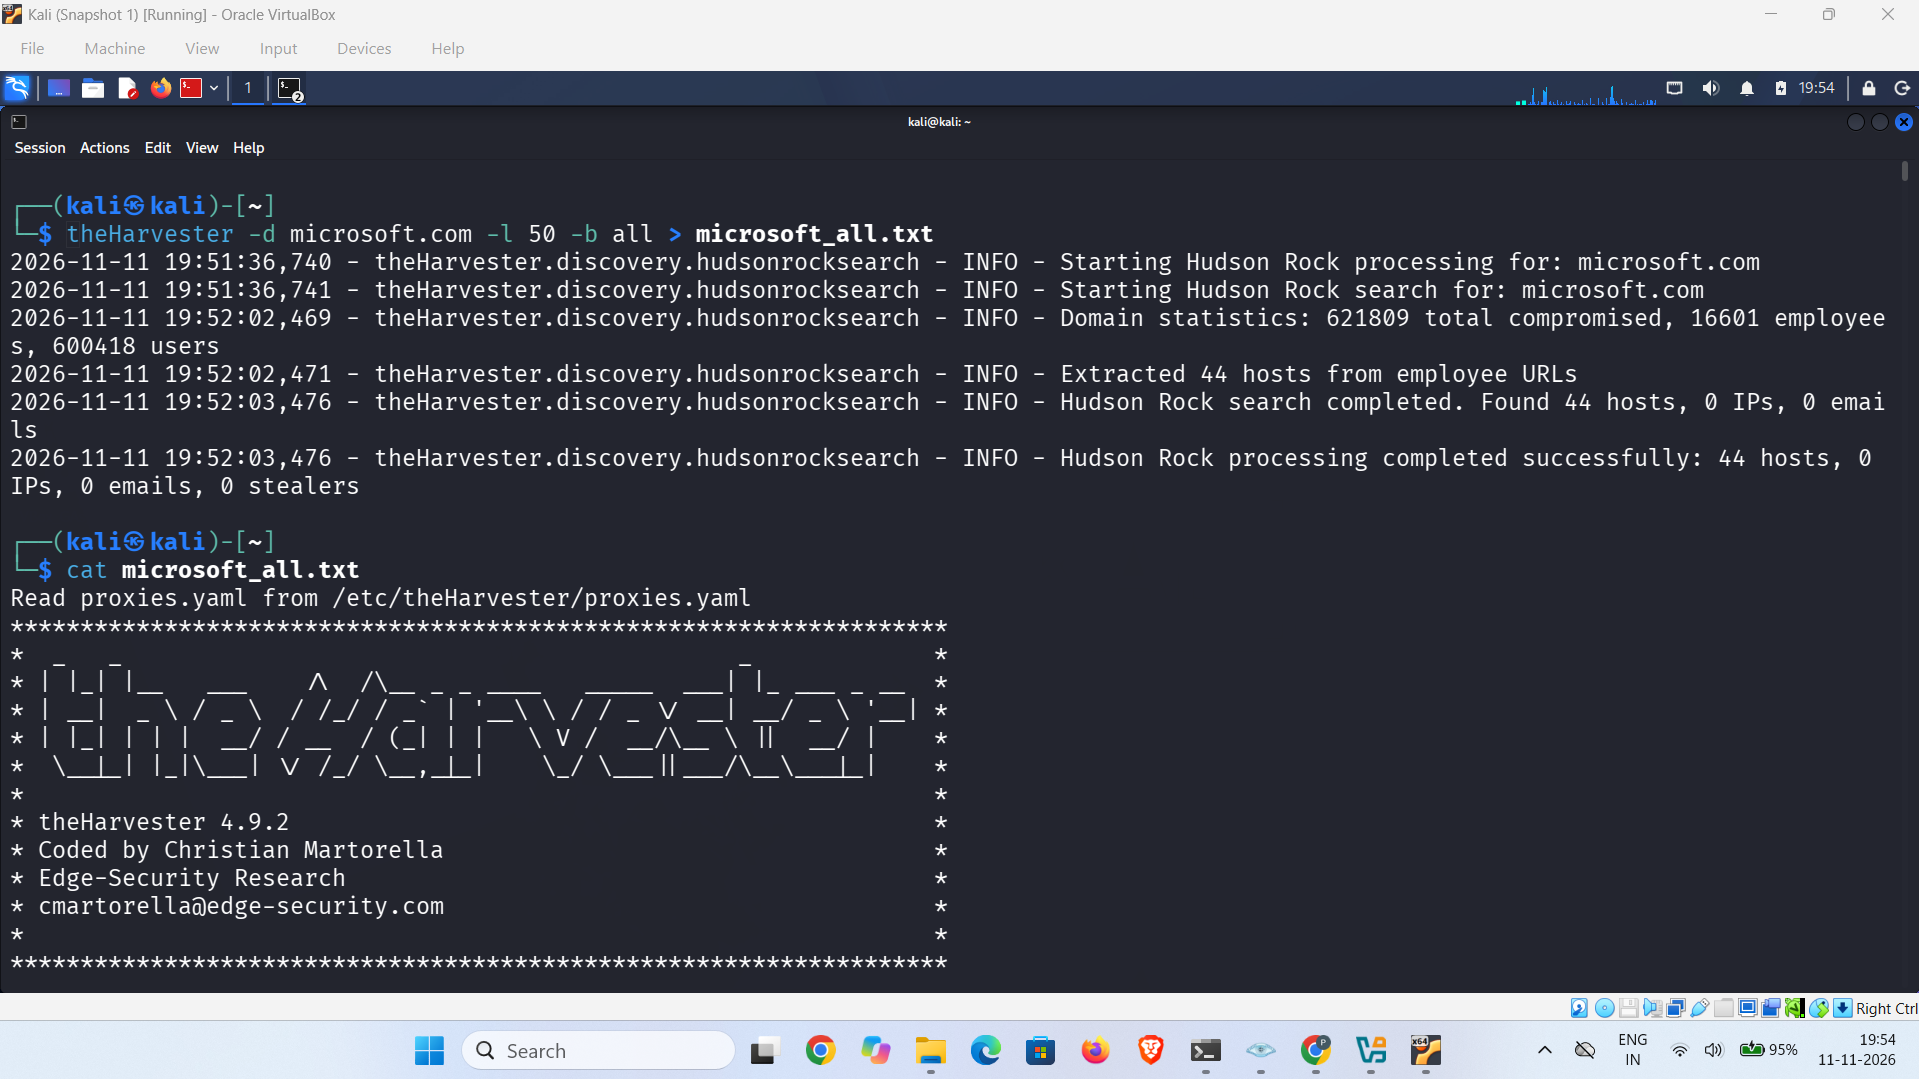 Kali (Snapshot 1) [Running] - Oracle VirtualBox
File Machine View Input Devices Help
1 2 19:54
kali@kali: ~
Session Actions Edit View Help
┌──(kali㉿kali)-[~]
└─$ theHarvester -d microsoft.com -l 50 -b all > microsoft_all.txt
2026-11-11 19:51:36,740 - theHarvester.discovery.hudsonrocksearch - INFO - Starting Hudson Rock processing for: microsoft.com
2026-11-11 19:51:36,741 - theHarvester.discovery.hudsonrocksearch - INFO - Starting Hudson Rock search for: microsoft.com
2026-11-11 19:52:02,469 - theHarvester.discovery.hudsonrocksearch - INFO - Domain statistics: 621809 total compromised, 16601 employee
s, 600418 users
2026-11-11 19:52:02,471 - theHarvester.discovery.hudsonrocksearch - INFO - Extracted 44 hosts from employee URLs
2026-11-11 19:52:03,476 - theHarvester.discovery.hudsonrocksearch - INFO - Hudson Rock search completed. Found 44 hosts, 0 IPs, 0 emai
ls
2026-11-11 19:52:03,476 - theHarvester.discovery.hudsonrocksearch - INFO - Hudson Rock processing completed successfully: 44 hosts, 0
IPs, 0 emails, 0 stealers
┌──(kali㉿kali)-[~]
└─$ cat microsoft_all.txt
Read proxies.yaml from /etc/theHarvester/proxies.yaml
*******************************************************************
theHarvester
* theHarvester 4.9.2 *
* Coded by Christian Martorella *
* Edge-Security Research *
* cmartorella@edge-security.com *
* *
*******************************************************************
Right Ctrl
Search
ENG
IN
95%
19:54
11-11-2026